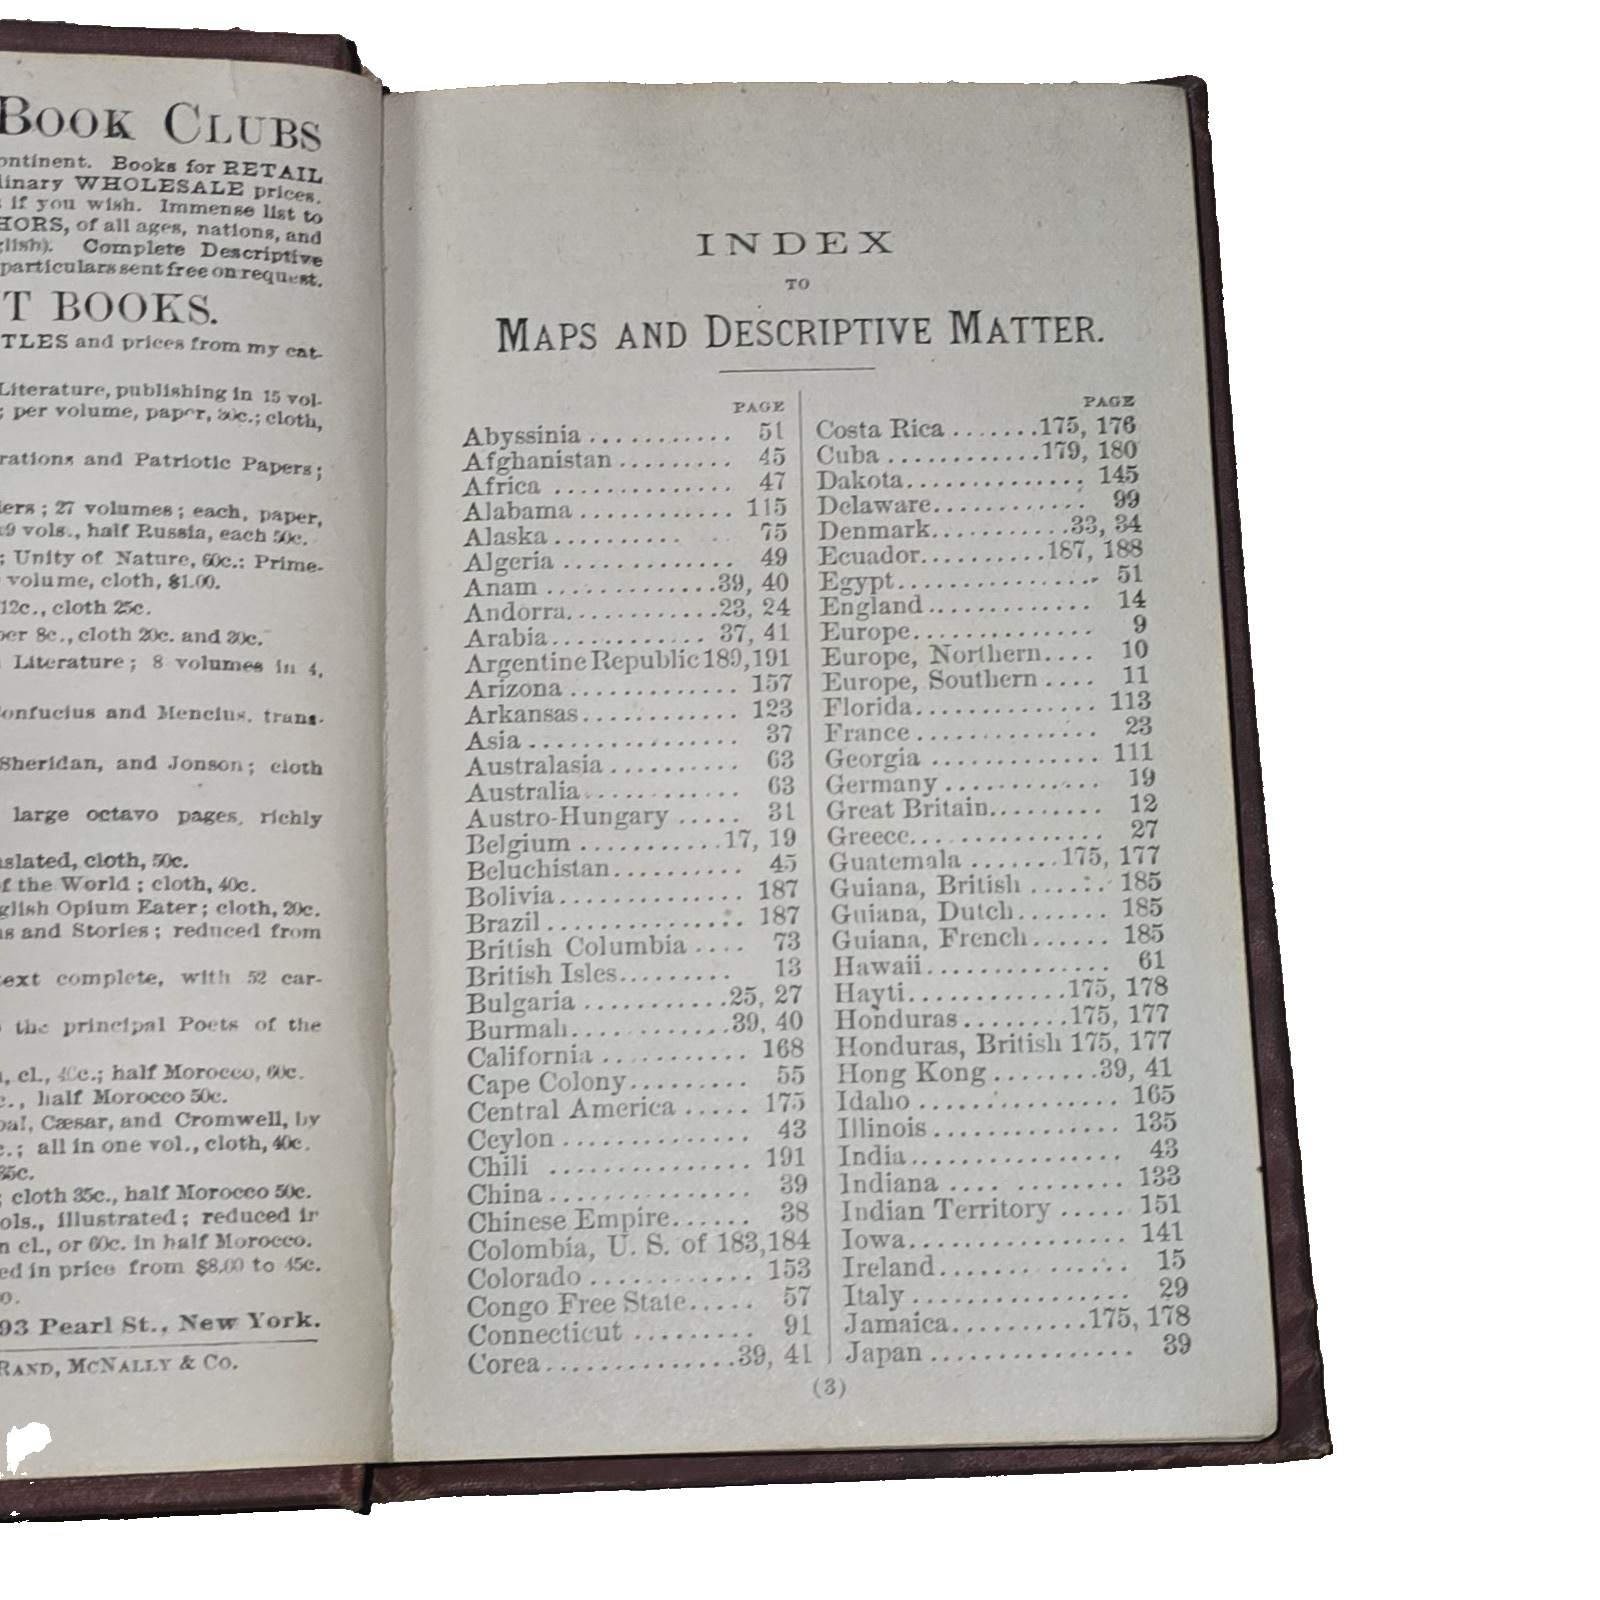 BOOK CLUBS
ontinent. Books for RETAIL
linary WHOLESALE prices.
if you wish. Immense list to
HORS, of all ages, nations, and
glish). Complete Descriptive
particulars sent free on request.
T BOOKS.
TLES and prices from my cat-
Literature, publishing in 15 vol-
; per volume, paper, 30c.; cloth,
rations and Patriotic Papers;
lers; 27 volumes; each, paper,
9 vols., half Russia, each 50c.
; Unity of Nature, 60c.: Prime-
volume, cloth, $1.00.
12c., cloth 25c.
per 8c., cloth 20c. and 30c.
Literature; 8 volumes in 4,
Confucius and Mencius, trans-
Sheridan, and Jonson; cloth
large octavo pages, richly
nslated, cloth, 50c.
f the World; cloth, 40c.
glish Opium Eater; cloth, 20c.
ns and Stories; reduced from
text complete, with 52 car-
the principal Poets of the
, cl., 40c.; half Morocco, 60c.
c., half Morocco 50c.
bal, Cæsar, and Cromwell, by
c.; all in one vol., cloth, 40c.
35c.
; cloth 35c., half Morocco 50c.
ols., illustrated; reduced ir
n cl., or 60c. in half Morocco.
ed in price from $8.00 to 45c.
o.
93 Pearl St., New York.
RAND, MCNALLY & CO.
INDEX
TO
MAPS AND DESCRIPTIVE MATTER.
PAGE
Abyssinia ........... 51
Afghanistan ......... 45
Africa .............. 47
Alabama ............ 115
Alaska .......... 75
Algeria ............. 49
Anam .............39, 40
Andorra............23, 24
Arabia............ 37, 41
Argentine Republic 189,191
Arizona ............. 157
Arkansas............ 123
Asia ................ 37
Australasia .......... 63
Australia............ 63
Austro-Hungary ..... 31
Belgium ...........17, 19
Beluchistan.......... 45
Bolivia.............. 187
Brazil .............. 187
British Columbia .... 73
British Isles......... 13
Bulgaria ...........25, 27
Burmah............39, 40
California ........... 168
Cape Colony......... 55
Central America ..... 175
Ceylon .............. 43
Chili ............... 191
China............... 39
Chinese Empire...... 38
Colombia, U. S. of 183,184
Colorado ............ 153
Congo Free State..... 57
Connecticut ......... 91
Corea..............39, 41
PAGE
Costa Rica .......175, 176
Cuba ............179, 180
Dakota.............. 145
Delaware............ 99
Denmark..........33, 34
Ecuador..........187, 188
Egypt................ 51
England ............. 14
Europe.............. 9
Europe, Northern.... 10
Europe, Southern .... 11
Florida.............. 113
France .............. 23
Georgia ............. 111
Germany ............ 19
Great Britain......... 12
Greece............... 27
Guatemala .......175, 177
Guiana, British ...... 185
Guiana, Dutch....... 185
Guiana, French...... 185
Hawaii.............. 61
Hayti............175, 178
Honduras ........175, 177
Honduras, British 175, 177
Hong Kong ........39, 41
Idaho ............... 165
Illinois .............. 135
India................ 43
Indiana .... ........ 133
Indian Territory ..... 151
Iowa................ 141
Ireland.............. 15
Italy ................ 29
Jamaica..........175, 178
Japan ............... 39
(3)